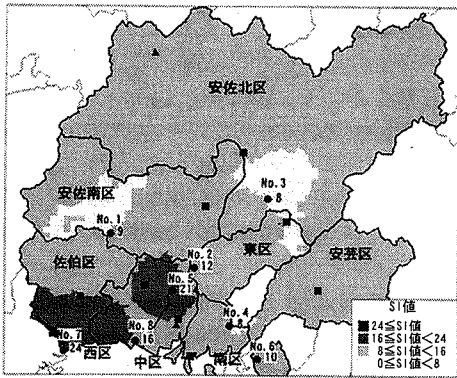 安佐北区
No.3
8
安佐南区
No.1
9
東区
No.2
12
安芸区
佐伯区
No.5
21
No.4
8
No.8
16
No.7
24
西区
中区
南区
No.6
10
SI値
24≦SI値
16≦SI値<24
8≦SI値<16
0≦SI値<8